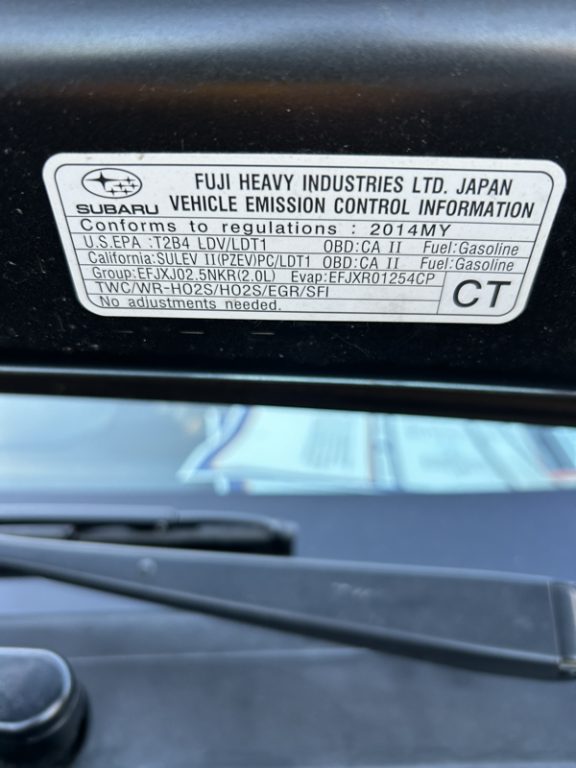 FUJI HEAVY INDUSTRIES LTD. JAPAN
SUBARU VEHICLE EMISSION CONTROL INFORMATION
Conforms to regulations : 2014MY
U.S.EPA :T2B4 LDV/LDT1 OBD:CA II Fuel:Gasoline
California:SULEV II(PZEV)PC/LDT1 OBD:CA II Fuel:Gasoline
Group:EFJXJ02.5NKR(2.0L) Evap:EFJXR01254CP
TWC/WR-HO2S/HO2S/EGR/SFI
No adjustments needed.
CT